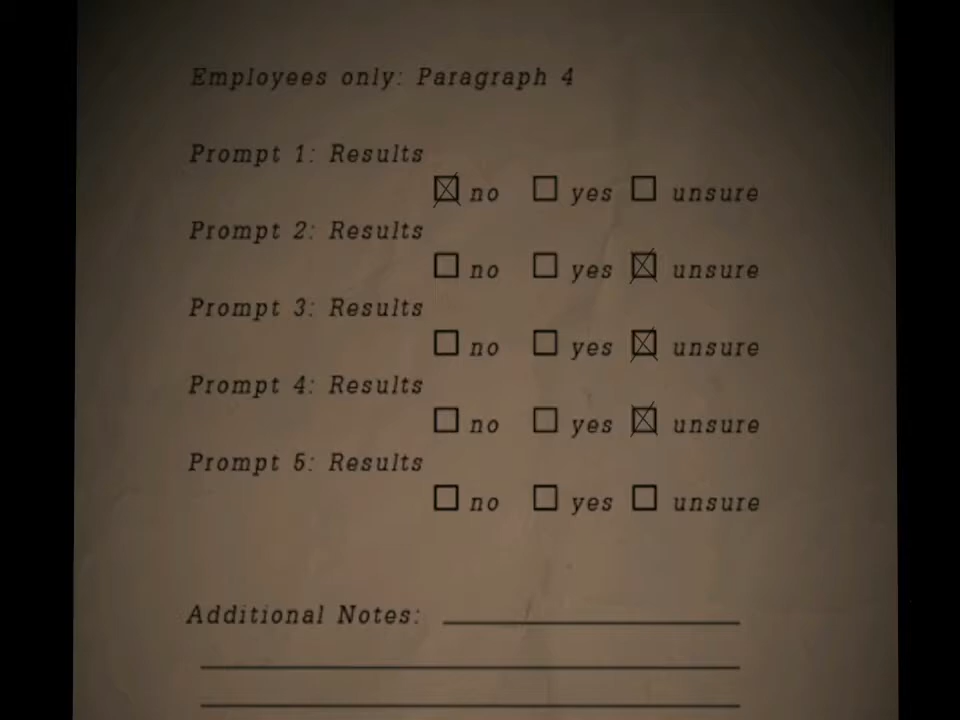 Employees only: Paragraph 4
Prompt 1: Results
☒ no ☐ yes ☐ unsure
Prompt 2: Results
☐ no ☐ yes ☒ unsure
Prompt 3: Results
☐ no ☐ yes ☒ unsure
Prompt 4: Results
☐ no ☐ yes ☒ unsure
Prompt 5: Results
☐ no ☐ yes ☐ unsure
Additional Notes: